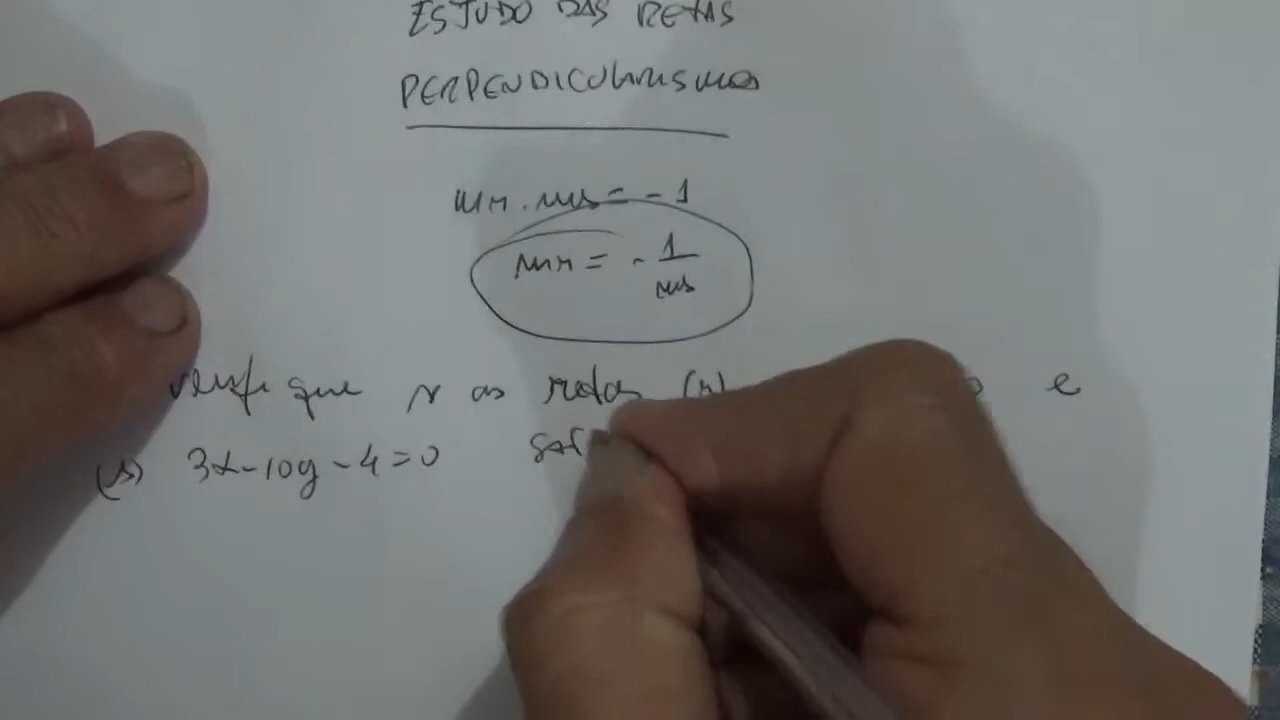 ESTUDO DAS RETAS
PERPENDICULARISMO
mr . ms = - 1
mr = - 1/ms
Verifique se as retas (r) e
(s) 3x - 10y - 4 = 0